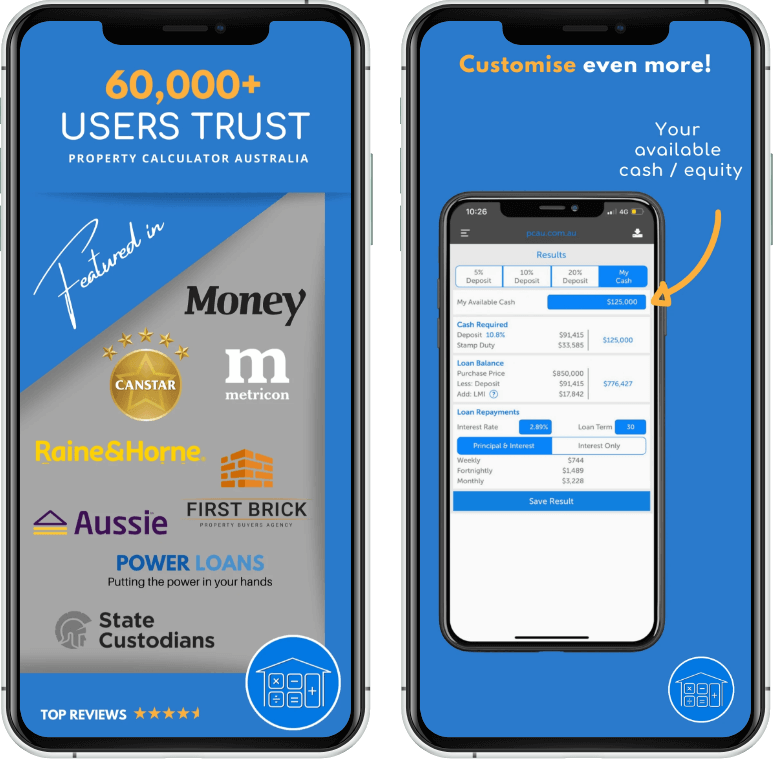 60,000+
USERS TRUST
PROPERTY CALCULATOR AUSTRALIA
Featured in
Money
CANSTAR
m
metricon
Raine&Horne.
FIRST BRICK
PROPERTY BUYERS AGENCY
Aussie
POWER LOANS
Putting the power in your hands
State
Custodians
TOP REVIEWS
Customise even more!
Your
available
cash / equity
10:26
4G
pcau.com.au
Results
5%
Deposit
10%
Deposit
20%
Deposit
My
Cash
My Available Cash $125,000
Cash Required
Deposit 10.8% $91,415
Stamp Duty $33,585
$125,000
Loan Balance
Purchase Price $850,000
Less: Deposit $91,415
Add: LMI ? $17,842
$776,427
Loan Repayments
Interest Rate 2.89% Loan Term 30
Principal & Interest Interest Only
Weekly $744
Fortnightly $1,489
Monthly $3,228
Save Result